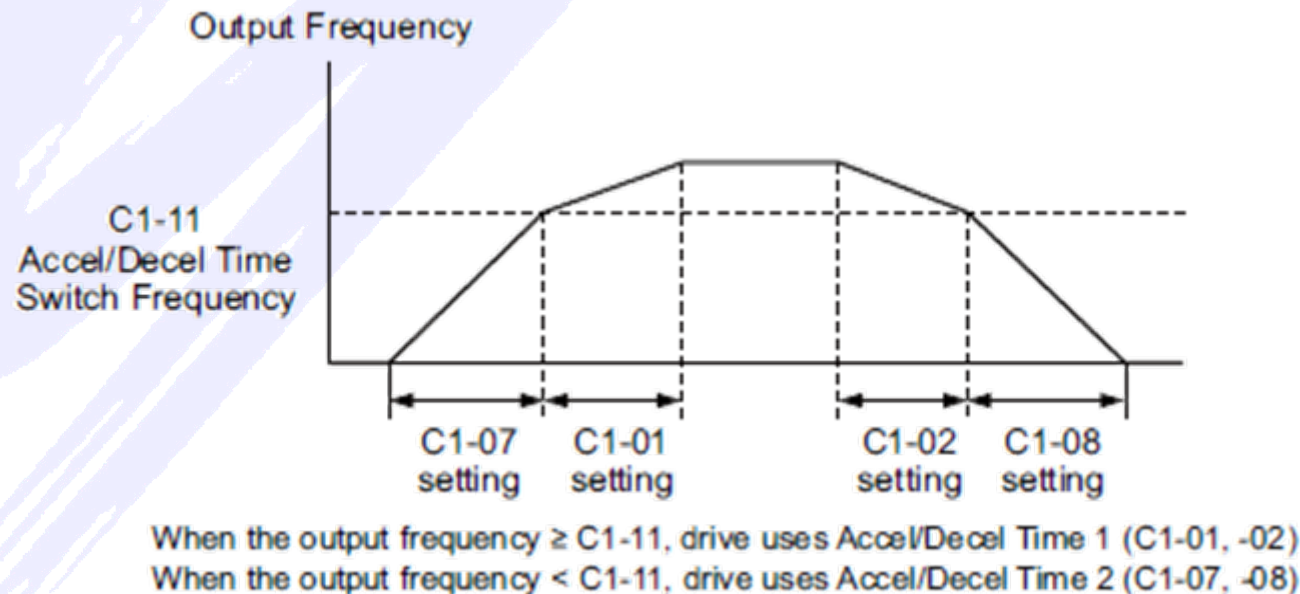 Output Frequency
C1-11
Accel/Decel Time
Switch Frequency
C1-07
setting
C1-01
setting
C1-02
setting
C1-08
setting
When the output frequency ≥ C1-11, drive uses Accel/Decel Time 1 (C1-01, -02)
When the output frequency < C1-11, drive uses Accel/Decel Time 2 (C1-07, -08)